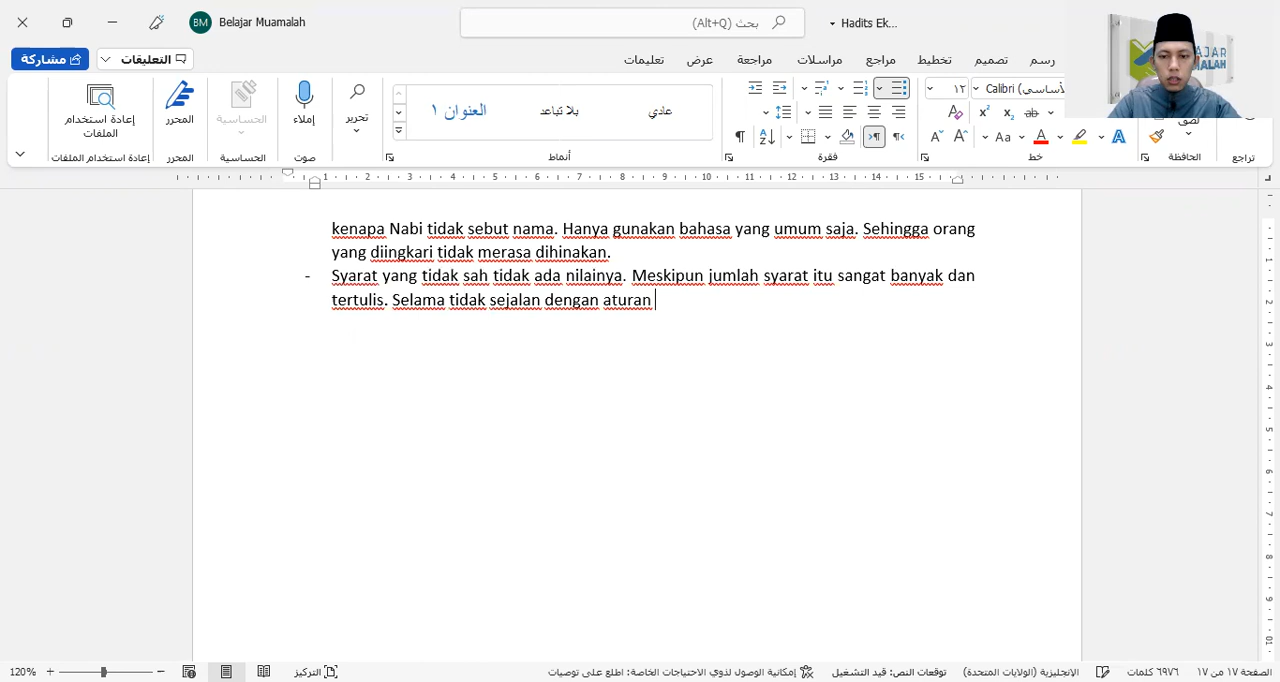 BM Belajar Muamalah
بحث (Alt+Q)
Hadits Ek...
مشاركة
التعليقات
رسم
تصميم
تخطيط
مراجع
مراسلات
مراجعة
عرض
تعليمات
تراجع
لصق
الحافظة
Calibri
١٢
خط
فقرة
عادي
بلا تباعد
العنوان ١
أنماط
تحرير
إملاء
صوت
الحساسية
الحساسية
المحرر
المحرر
إعادة استخدام
الملفات
إعادة استخدام الملفات
kenapa Nabi tidak sebut nama. Hanya gunakan bahasa yang umum saja. Sehingga orang
yang diingkari tidak merasa dihinakan.
- Syarat yang tidak sah tidak ada nilainya. Meskipun jumlah syarat itu sangat banyak dan
tertulis. Selama tidak sejalan dengan aturan
الصفحة ١٧ من ١٧
٦٩٧٦ كلمات
الإنجليزية (الولايات المتحدة)
توقعات النص: قيد التشغيل
إمكانية الوصول لذوي الاحتياجات الخاصة: اطلع على توصيات
التركيز
120%